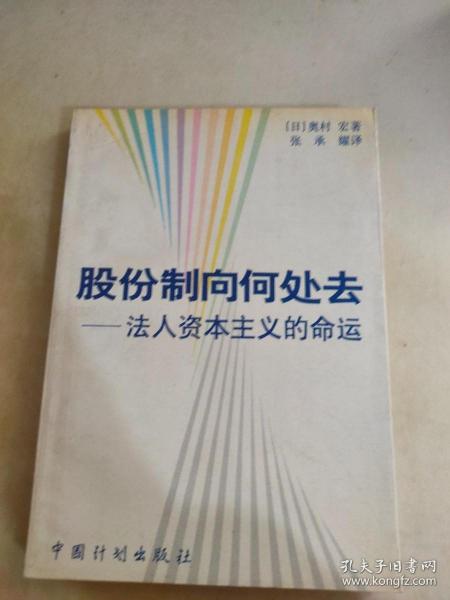 [日]奥村 宏著
张承耀译
股份制向何处去
——法人资本主义的命运
中国计划出版社
孔夫子旧书网
www.kongfz.com